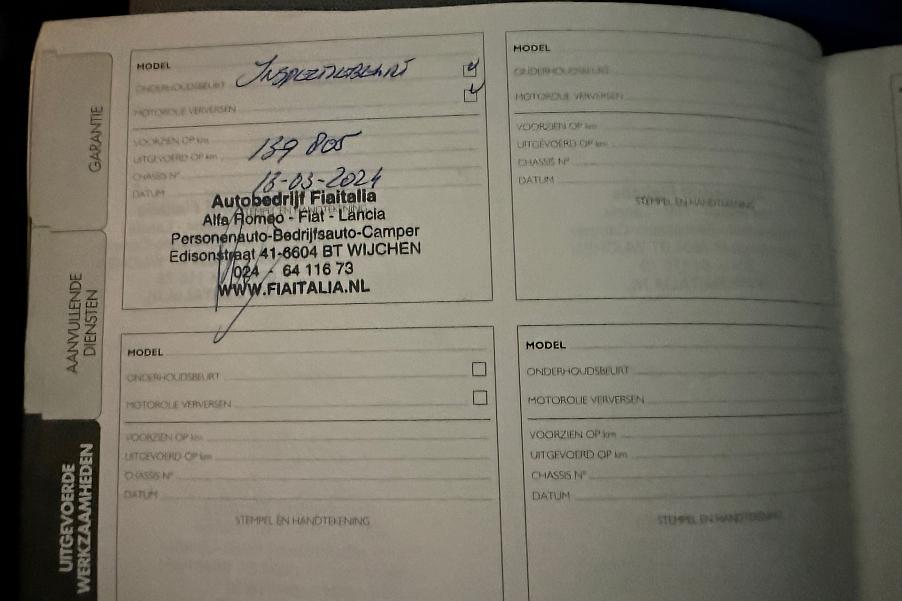 GARANTIE
AANVULLENDE
DIENSTEN
UITGEVOERDE
WERKZAAMHEDEN
MODEL
ONDERHOUDSBEURT
MOTOROLIE VERVERSEN
VOORZIEN OP km
UITGEVOERD OP km 139 805
CHASSIS N°
DATUM 13-03-2024
STEMPEL EN HANDTEKENING
Autobedrijf Fiaitalia
Alfa Romeo - Fiat - Lancia
Personenauto-Bedrijfsauto-Camper
Edisonstraat 41-6604 BT WIJCHEN
024 - 64 116 73
WWW.FIAITALIA.NL
MODEL
ONDERHOUDSBEURT
MOTOROLIE VERVERSEN
VOORZIEN OP km
UITGEVOERD OP km
CHASSIS N°
DATUM
STEMPEL EN HANDTEKENING
MODEL
ONDERHOUDSBEURT
MOTOROLIE VERVERSEN
VOORZIEN OP km
UITGEVOERD OP km
CHASSIS N°
DATUM
STEMPEL EN HANDTEKENING
MODEL
ONDERHOUDSBEURT
MOTOROLIE VERVERSEN
VOORZIEN OP km
UITGEVOERD OP km
CHASSIS N°
DATUM
STEMPEL EN HANDTEKENING